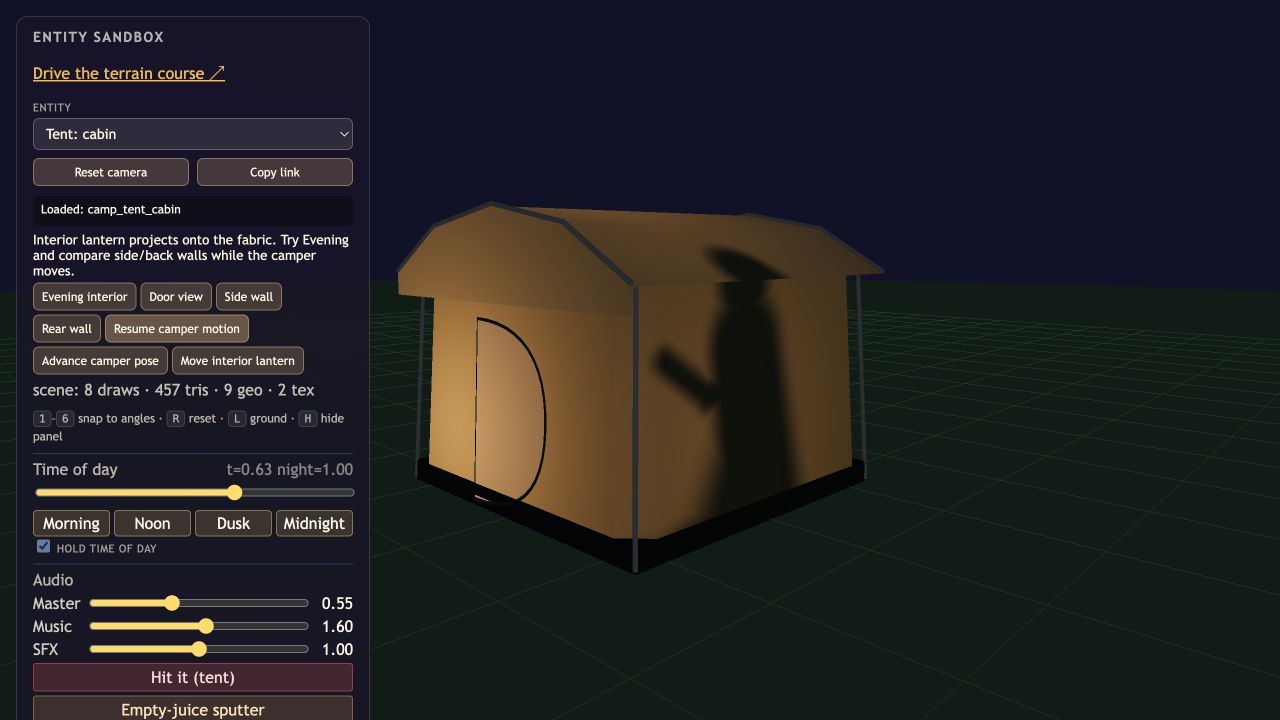 ENTITY SANDBOX
Drive the terrain course ↗
ENTITY
Tent: cabin
Reset camera Copy link
Loaded: camp_tent_cabin
Interior lantern projects onto the fabric. Try Evening
and compare side/back walls while the camper
moves.
Evening interior Door view Side wall
Rear wall Resume camper motion
Advance camper pose Move interior lantern
scene: 8 draws · 457 tris · 9 geo · 2 tex
1-6 snap to angles · R reset · L ground · H hide
panel
Time of day t=0.63 night=1.00
Morning Noon Dusk Midnight
HOLD TIME OF DAY
Audio
Master 0.55
Music 1.60
SFX 1.00
Hit it (tent)
Empty-juice sputter